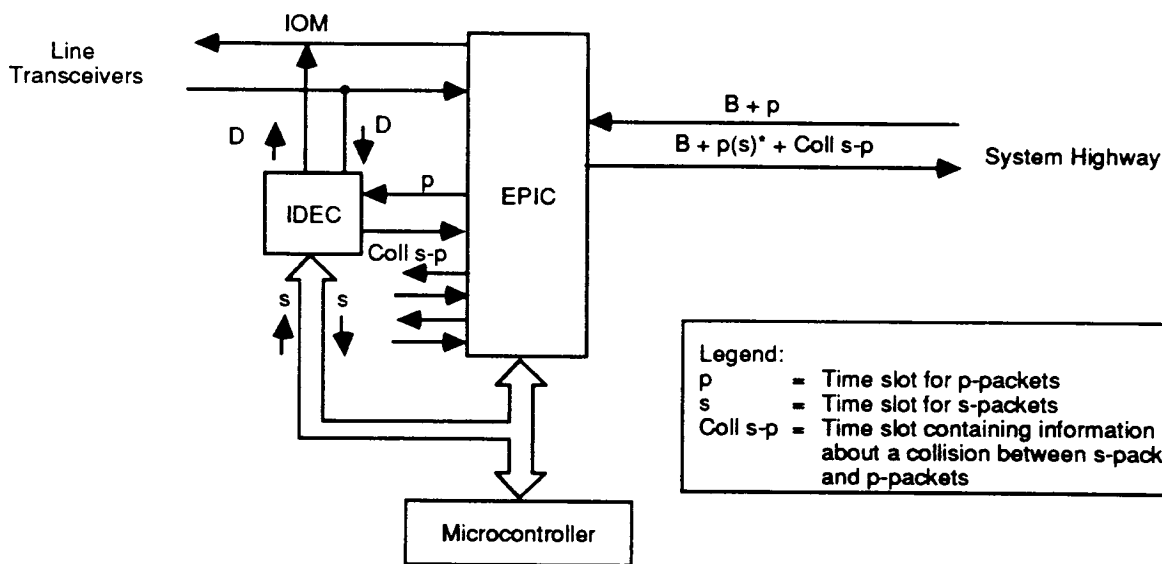 IOM
Line
Transceivers
B + p
D
D
B + p(s)* + Coll s-p
System Highway
p
EPIC
IDEC
Coll s-p
s
s
Legend:
p = Time slot for p-packets
s = Time slot for s-packets
Coll s-p = Time slot containing information
about a collision between s-pack
and p-packets
Microcontroller